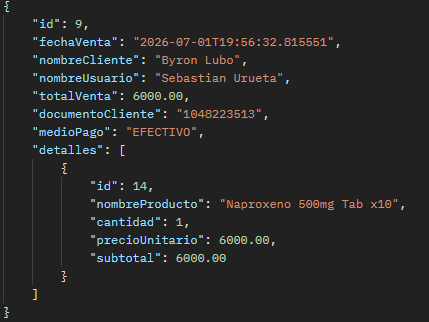 {
    "id": 9,
    "fechaVenta": "2026-07-01T19:56:32.815551",
    "nombreCliente": "Byron Lubo",
    "nombreUsuario": "Sebastian Urueta",
    "totalVenta": 6000.00,
    "documentoCliente": "1048223513",
    "medioPago": "EFECTIVO",
    "detalles": [
        {
            "id": 14,
            "nombreProducto": "Naproxeno 500mg Tab x10",
            "cantidad": 1,
            "precioUnitario": 6000.00,
            "subtotal": 6000.00
        }
    ]
}